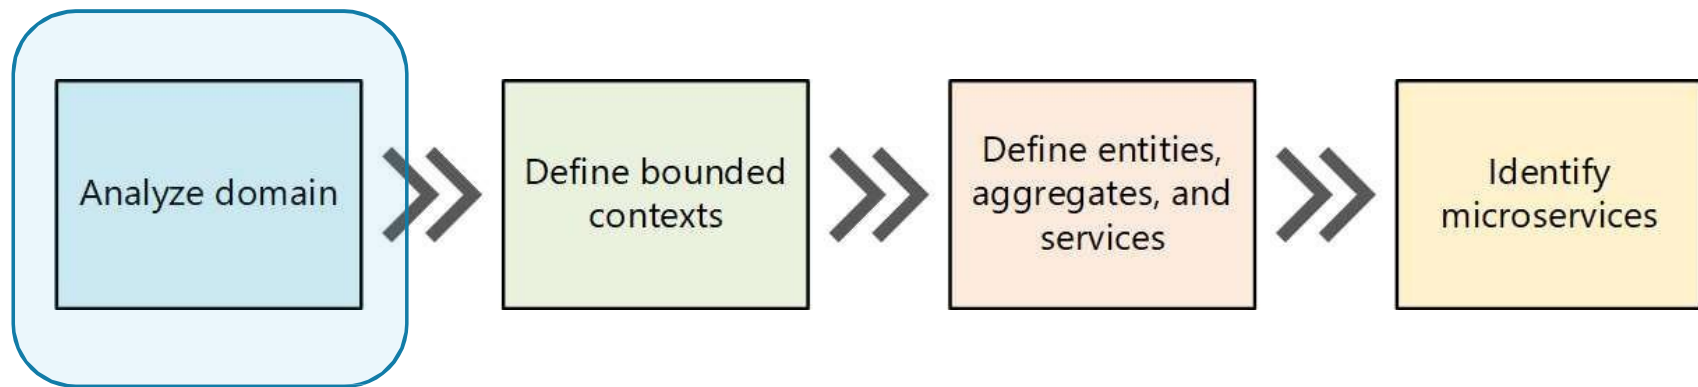 Analyze domain
Define bounded
contexts
Define entities,
aggregates, and
services
Identify
microservices